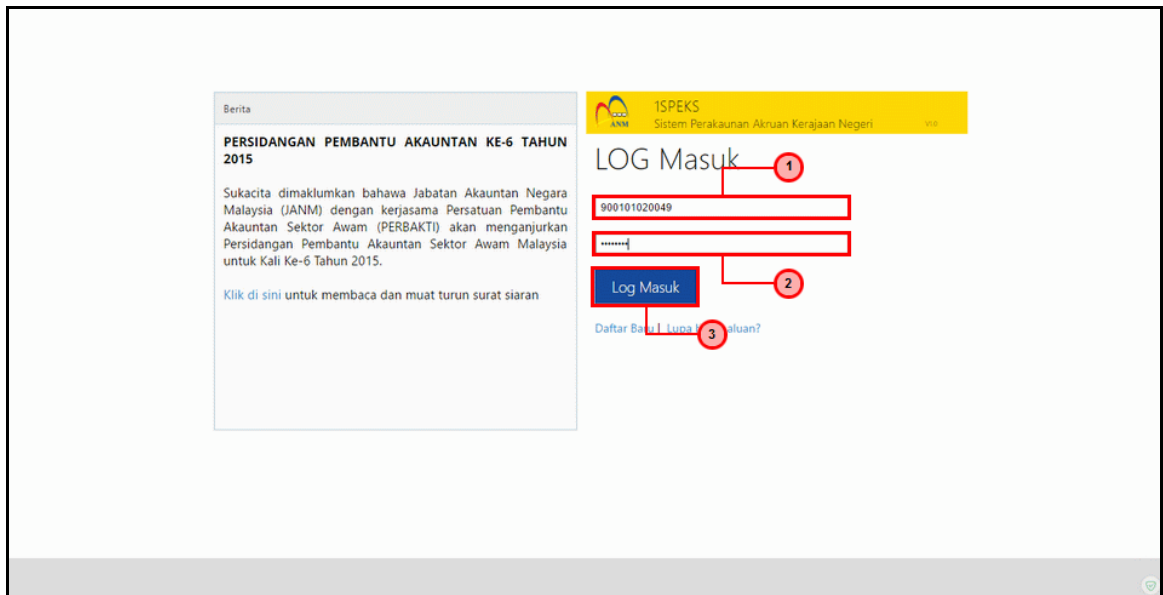 Berita
PERSIDANGAN PEMBANTU AKAUNTAN KE-6 TAHUN
2015
Sukacita dimaklumkan bahawa Jabatan Akauntan Negara
Malaysia (JANM) dengan kerjasama Persatuan Pembantu
Akauntan Sektor Awam (PERBAKTI) akan menganjurkan
Persidangan Pembantu Akauntan Sektor Awam Malaysia
untuk Kali Ke-6 Tahun 2015.
Klik di sini untuk membaca dan muat turun surat siaran
ANM
1SPEKS
Sistem Perakaunan Akruan Kerajaan Negeri
V1.0
LOG Masuk
1
900101020049
2
Log Masuk
Daftar Baru | Lupa
3